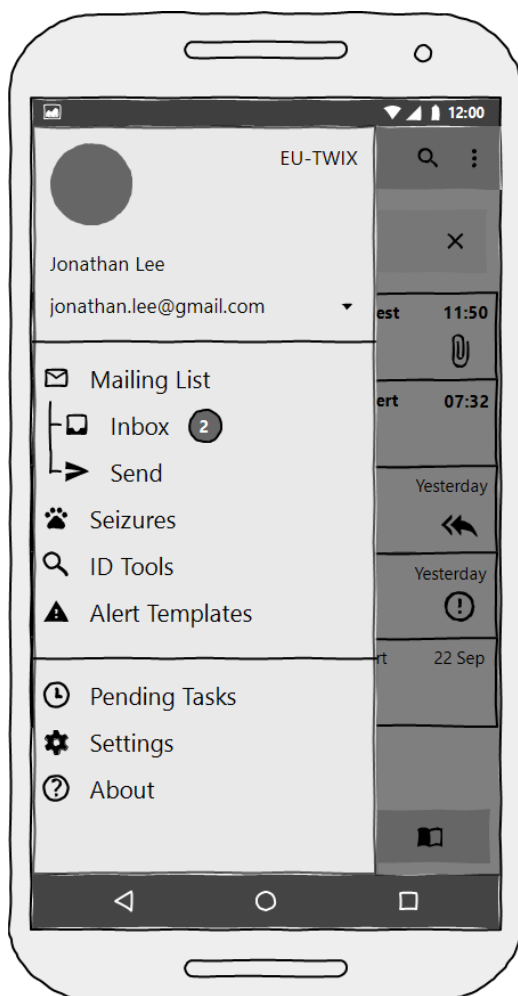 12:00
EU-TWIX
Jonathan Lee
jonathan.lee@gmail.com
est 11:50
Mailing List
ert 07:32
Inbox 2
Send
Yesterday
Seizures
ID Tools
Yesterday
Alert Templates
rt 22 Sep
Pending Tasks
Settings
About